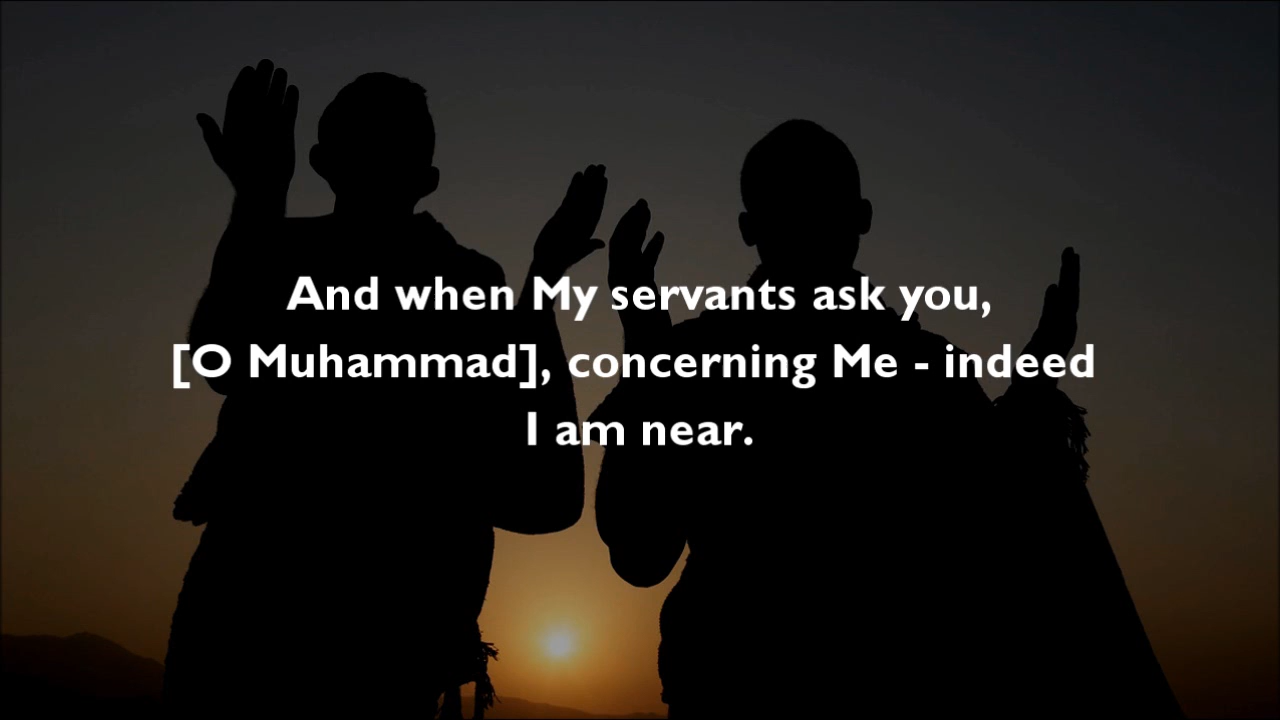 And when My servants ask you,
[O Muhammad], concerning Me - indeed
I am near.